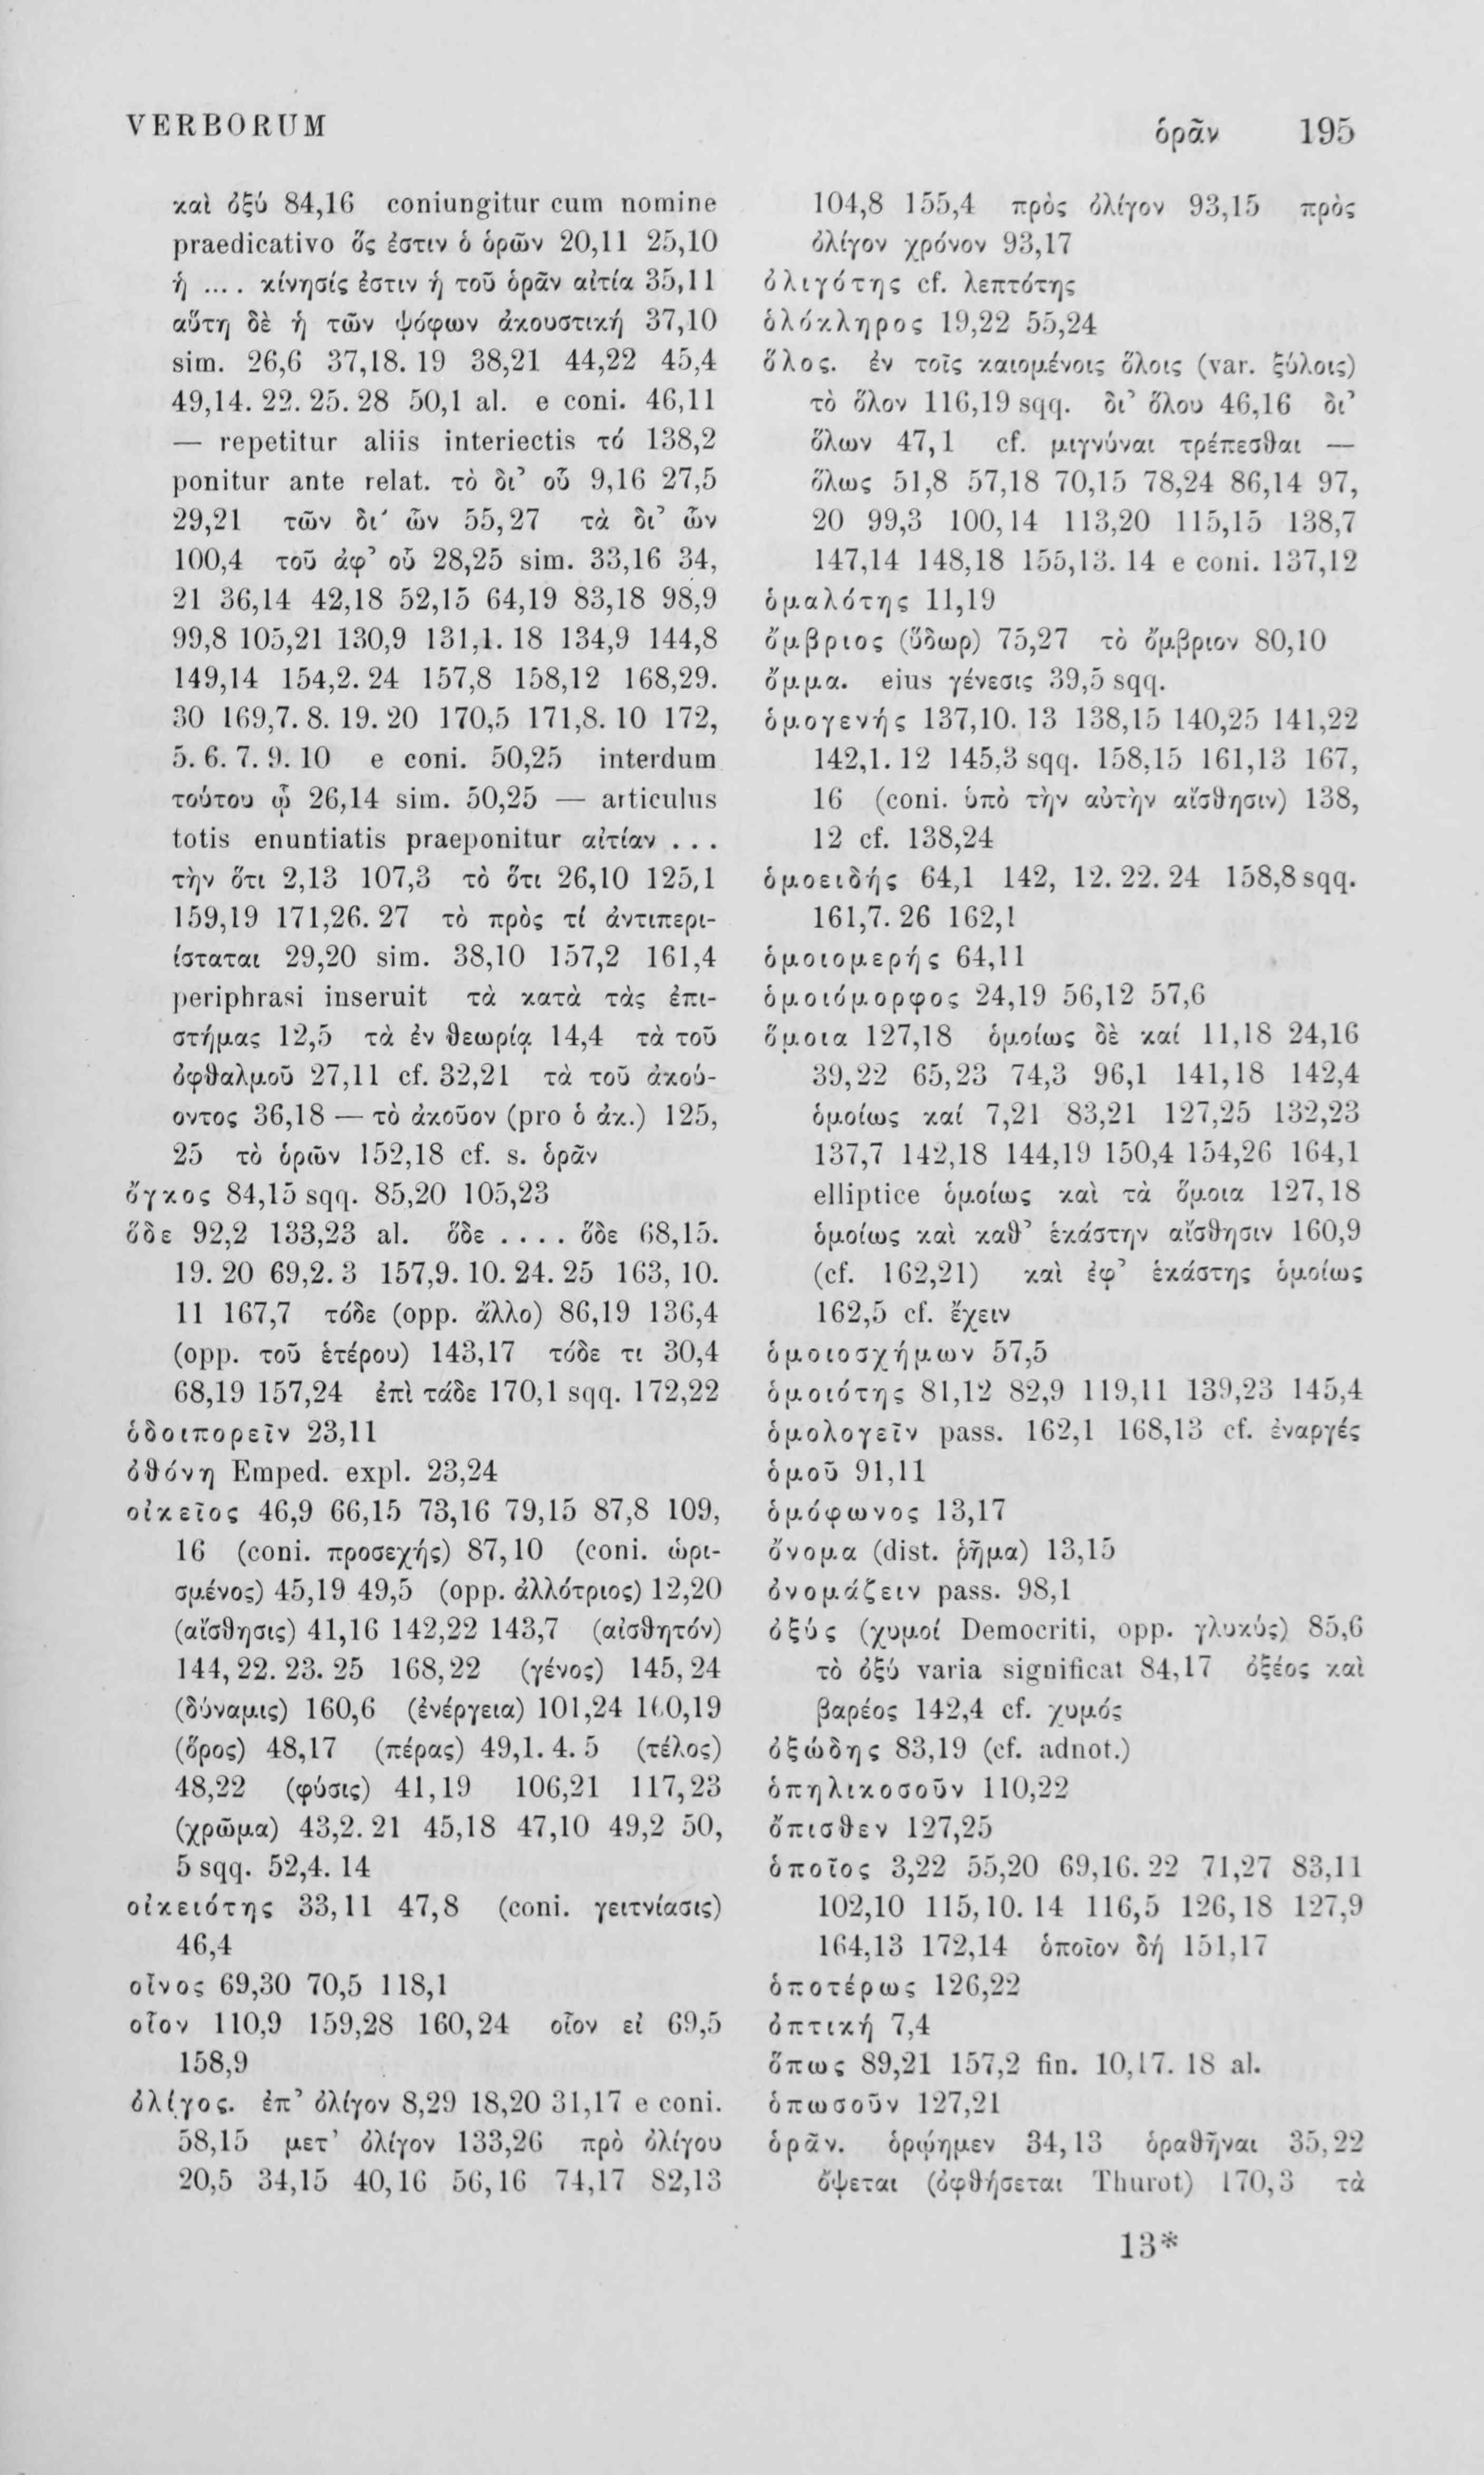 VERBORUM
ὁρᾶν 195
καὶ ὀξύ 84,16 coniungitur cum nomine
praedicativo ὅς ἐστιν ὁ ὁρῶν 20,11 25,10
ἡ .... κίνησίς ἐστιν ἡ τοῦ ὁρᾶν αἰτία 35,11
αὕτη δὲ ἡ τῶν ψόφων ἀκουστική 37,10
sim. 26,6 37,18. 19 38,21 44,22 45,4
49,14. 22. 25. 28 50,1 al. e coni. 46,11
— repetitur aliis interiectis τό 138,2
ponitur ante relat. τὸ δι’ οὗ 9,16 27,5
29,21 τῶν δι’ ὧν 55,27 τὰ δι’ ὧν
100,4 τοῦ ἀφ’ οὗ 28,25 sim. 33,16 34,
21 36,14 42,18 52,15 64,19 83,18 98,9
99,8 105,21 130,9 131,1. 18 134,9 144,8
149,14 154,2. 24 157,8 158,12 168,29.
30 169,7. 8. 19. 20 170,5 171,8. 10 172,
5. 6. 7. 9. 10 e coni. 50,25 interdum
τούτου ᾧ 26,14 sim. 50,25 — articulus
totis enuntiatis praeponitur αἰτίαν ...
τὴν ὅτι 2,13 107,3 τὸ ὅτι 26,10 125,1
159,19 171,26. 27 τὸ πρὸς τί ἀντιπερι-
ίσταται 29,20 sim. 38,10 157,2 161,4
periphrasi inseruit τὰ κατὰ τὰς ἐπι-
στήμας 12,5 τὰ ἐν θεωρίᾳ 14,4 τὰ τοῦ
ὀφθαλμοῦ 27,11 cf. 32,21 τὰ τοῦ ἀκού-
οντος 36,18 — τὸ ἀκοῦον (pro ὁ ἀκ.) 125,
25 τὸ ὁρῶν 152,18 cf. s. ὁρᾶν
ὄγκος 84,15 sqq. 85,20 105,23
ὅδε 92,2 133,23 al. ὅδε .... ὅδε 68,15.
19. 20 69,2. 3 157,9. 10. 24. 25 163, 10.
11 167,7 τόδε (opp. ἄλλο) 86,19 136,4
(opp. τοῦ ἑτέρου) 143,17 τόδε τι 30,4
68,19 157,24 ἐπὶ τάδε 170,1 sqq. 172,22
ὁδοιπορεῖν 23,11
ὀθόνη Emped. expl. 23,24
οἰκεῖος 46,9 66,15 73,16 79,15 87,8 109,
16 (coni. προσεχής) 87,10 (coni. ὡρι-
σμένος) 45,19 49,5 (opp. ἀλλότριος) 12,20
(αἴσθησις) 41,16 142,22 143,7 (αἰσθητόν)
144, 22. 23. 25 168,22 (γένος) 145, 24
(δύναμις) 160,6 (ἐνέργεια) 101,24 160,19
(ὅρος) 48,17 (πέρας) 49,1. 4. 5 (τέλος)
48,22 (φύσις) 41,19 106,21 117,23
(χρῶμα) 43,2. 21 45,18 47,10 49,2 50,
5 sqq. 52,4. 14
οἰκειότης 33,11 47,8 (coni. γειτνίασις)
46,4
οἶνος 69,30 70,5 118,1
οἷον 110,9 159,28 160,24 οἷον εἰ 69,5
158,9
ὀλίγος. ἐπ’ ὀλίγον 8,29 18,20 31,17 e coni.
58,15 μετ’ ὀλίγον 133,26 πρὸ ὀλίγου
20,5 34,15 40,16 56,16 74,17 82,13
104,8 155,4 πρὸς ὀλίγον 93,15 πρὸς
ὀλίγον χρόνον 93,17
ὀλιγότης cf. λεπτότης
ὁλόκληρος 19,22 55,24
ὅλος. ἐν τοῖς καιομένοις ὅλοις (var. ξύλοις)
τὸ ὅλον 116,19 sqq. δι’ ὅλου 46,16 δι’
ὅλων 47,1 cf. μιγνύναι τρέπεσθαι —
ὅλως 51,8 57,18 70,15 78,24 86,14 97,
20 99,3 100,14 113,20 115,15 138,7
147,14 148,18 155,13. 14 e coni. 137,12
ὁμαλότης 11,19
ὄμβριος (ὕδωρ) 75,27 τὸ ὄμβριον 80,10
ὄμμα. eius γένεσις 39,5 sqq.
ὁμογενής 137,10. 13 138,15 140,25 141,22
142,1. 12 145,3 sqq. 158,15 161,13 167,
16 (coni. ὑπὸ τὴν αὐτὴν αἴσθησιν) 138,
12 cf. 138,24
ὁμοειδής 64,1 142, 12. 22. 24 158,8 sqq.
161,7. 26 162,1
ὁμοιομερής 64,11
ὁμοιόμορφος 24,19 56,12 57,6
ὅμοια 127,18 ὁμοίως δὲ καί 11,18 24,16
39,22 65,23 74,3 96,1 141,18 142,4
ὁμοίως καί 7,21 83,21 127,25 132,23
137,7 142,18 144,19 150,4 154,26 164,1
elliptice ὁμοίως καὶ τὰ ὅμοια 127,18
ὁμοίως καὶ καθ’ ἑκάστην αἴσθησιν 160,9
(cf. 162,21) καὶ ἐφ’ ἑκάστης ὁμοίως
162,5 cf. ἔχειν
ὁμοιοσχήμων 57,5
ὁμοιότης 81,12 82,9 119,11 139,23 145,4
ὁμολογεῖν pass. 162,1 168,13 cf. ἐναργές
ὁμοῦ 91,11
ὁμόφωνος 13,17
ὄνομα (dist. ῥῆμα) 13,15
ὀνομάζειν pass. 98,1
ὀξύς (χυμοί Democriti, opp. γλυκύς) 85,6
τὸ ὀξύ varia significat 84,17 ὀξέος καὶ
βαρέος 142,4 cf. χυμός
ὀξώδης 83,19 (cf. adnot.)
ὁπηλικοσοῦν 110,22
ὄπισθεν 127,25
ὁποῖος 3,22 55,20 69,16. 22 71,27 83,11
102,10 115,10. 14 116,5 126,18 127,9
164,13 172,14 ὁποῖον δή 151,17
ὁποτέρως 126,22
ὀπτική 7,4
ὅπως 89,21 157,2 fin. 10,17. 18 al.
ὁπωσοῦν 127,21
ὁρᾶν. ὁρῴημεν 34,13 ὁραθῆναι 35,22
ὄψεται (ὀφθήσεται Thurot) 170,3 τὰ
13*